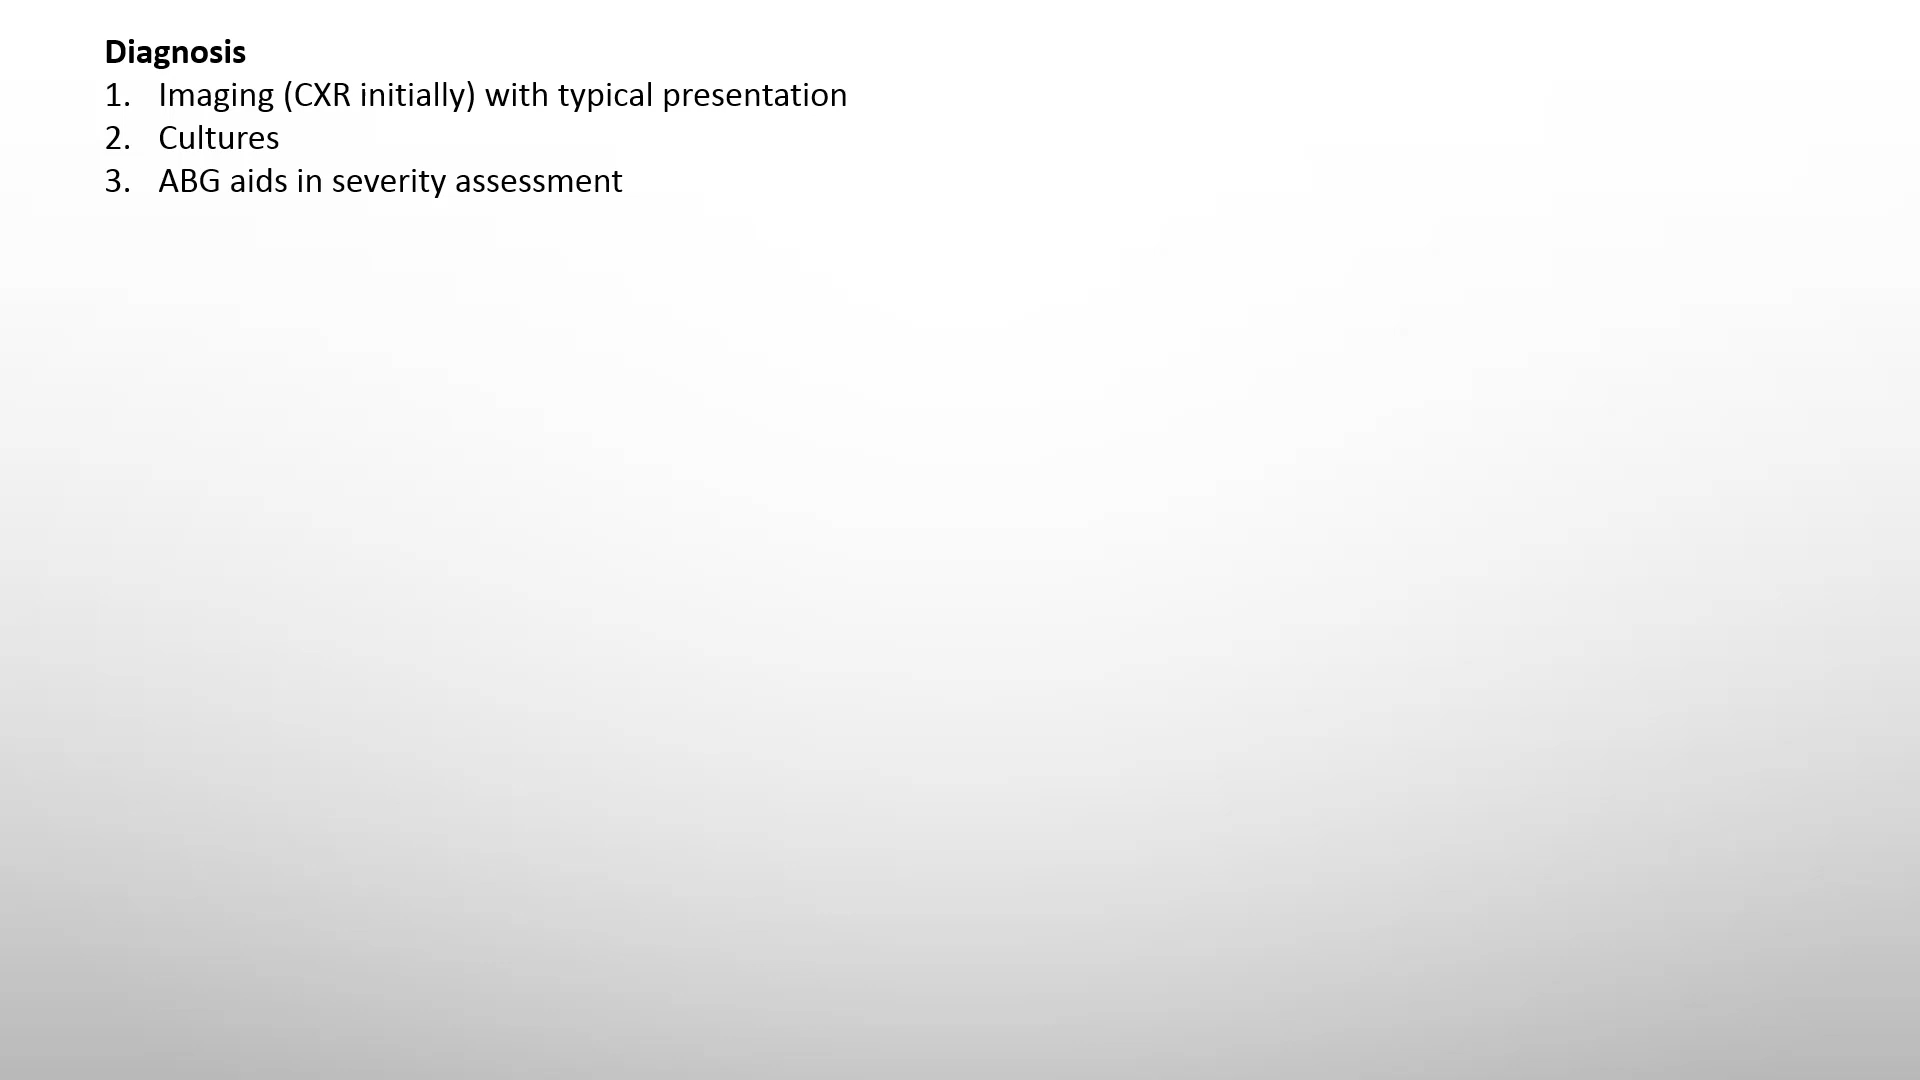 Diagnosis
1. Imaging (CXR initially) with typical presentation
2. Cultures
3. ABG aids in severity assessment